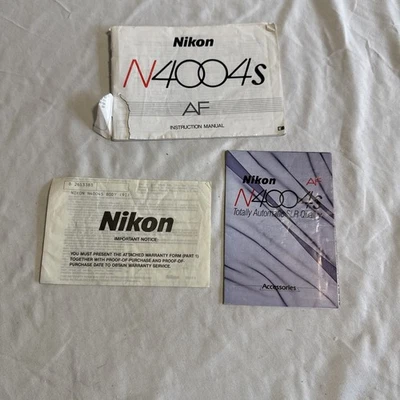 Nikon
N4004s
AF
INSTRUCTION MANUAL
Nikon
IMPORTANT NOTICE:
YOU MUST PRESENT THE ATTACHED WARRANTY FORM (PART 1)
TOGETHER WITH PROOF-OF-PURCHASE AND PROOF-OF-
PURCHASE DATE TO OBTAIN WARRANTY SERVICE.
Nikon AF
N4004s
Totally Automatic SLR Quality
Accessories